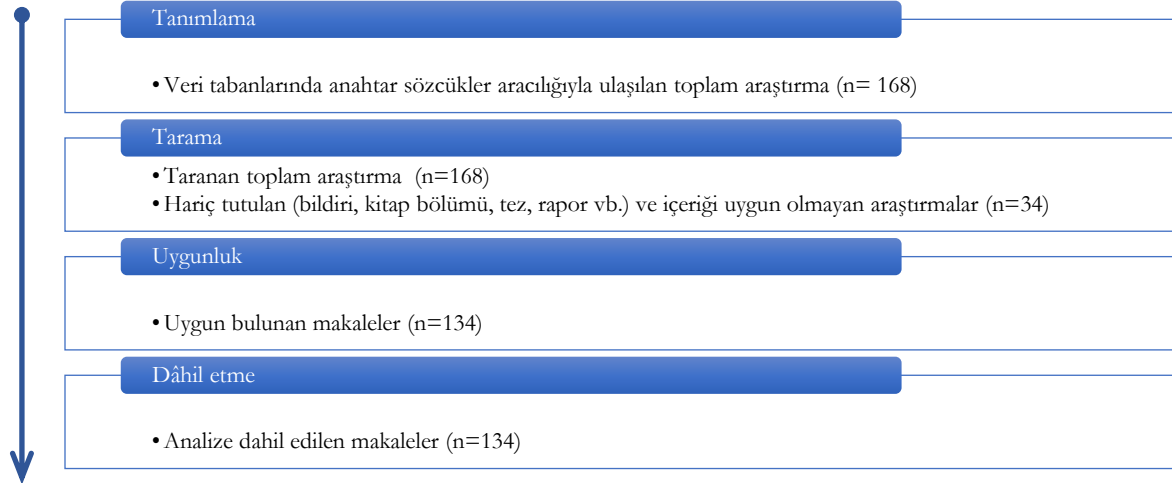 Tanımlama
• Veri tabanlarında anahtar sözcükler aracılığıyla ulaşılan toplam araştırma (n= 168)
Tarama
• Taranan toplam araştırma (n=168)
• Hariç tutulan (bildiri, kitap bölümü, tez, rapor vb.) ve içeriği uygun olmayan araştırmalar (n=34)
Uygunluk
• Uygun bulunan makaleler (n=134)
Dâhil etme
• Analize dahil edilen makaleler (n=134)